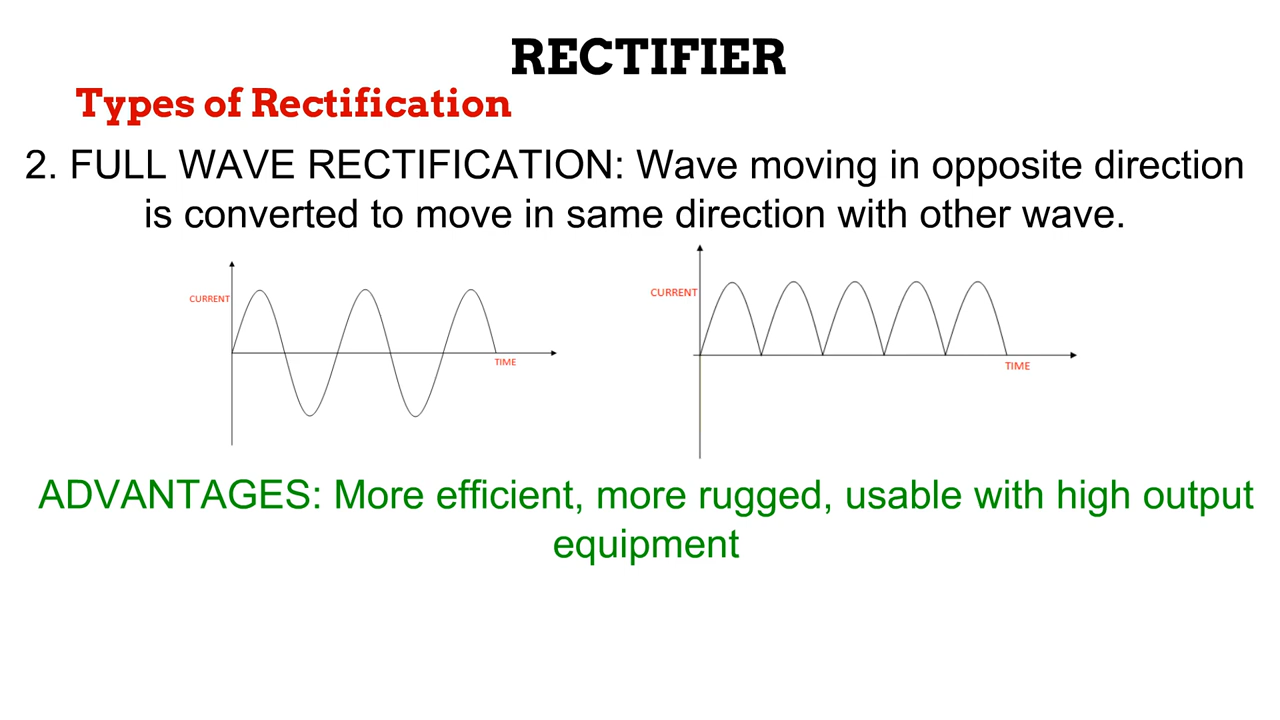 RECTIFIER
Types of Rectification
2. FULL WAVE RECTIFICATION: Wave moving in opposite direction
is converted to move in same direction with other wave.
CURRENT
TIME
CURRENT
TIME
ADVANTAGES: More efficient, more rugged, usable with high output
equipment